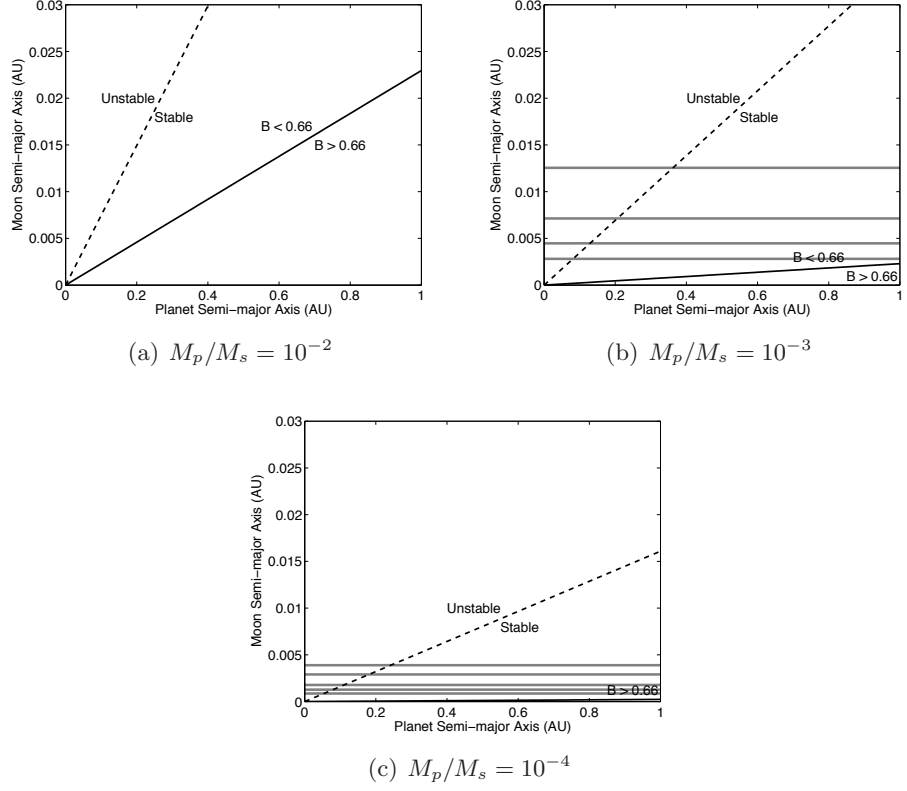 0.03
0.025
0.02
0.015
0.01
0.005
0
Moon Semi−major Axis (AU)
Unstable
Stable
B < 0.66
B > 0.66
0 0.2 0.4 0.6 0.8 1
Planet Semi−major Axis (AU)
(a) $M_p/M_s = 10^{-2}$
0.03
0.025
0.02
0.015
0.01
0.005
0
Moon Semi−major Axis (AU)
Unstable
Stable
B < 0.66
B > 0.66
0 0.2 0.4 0.6 0.8 1
Planet Semi−major Axis (AU)
(b) $M_p/M_s = 10^{-3}$
0.03
0.025
0.02
0.015
0.01
0.005
0
Moon Semi−major Axis (AU)
Unstable
Stable
B > 0.66
0 0.2 0.4 0.6 0.8 1
Planet Semi−major Axis (AU)
(c) $M_p/M_s = 10^{-4}$